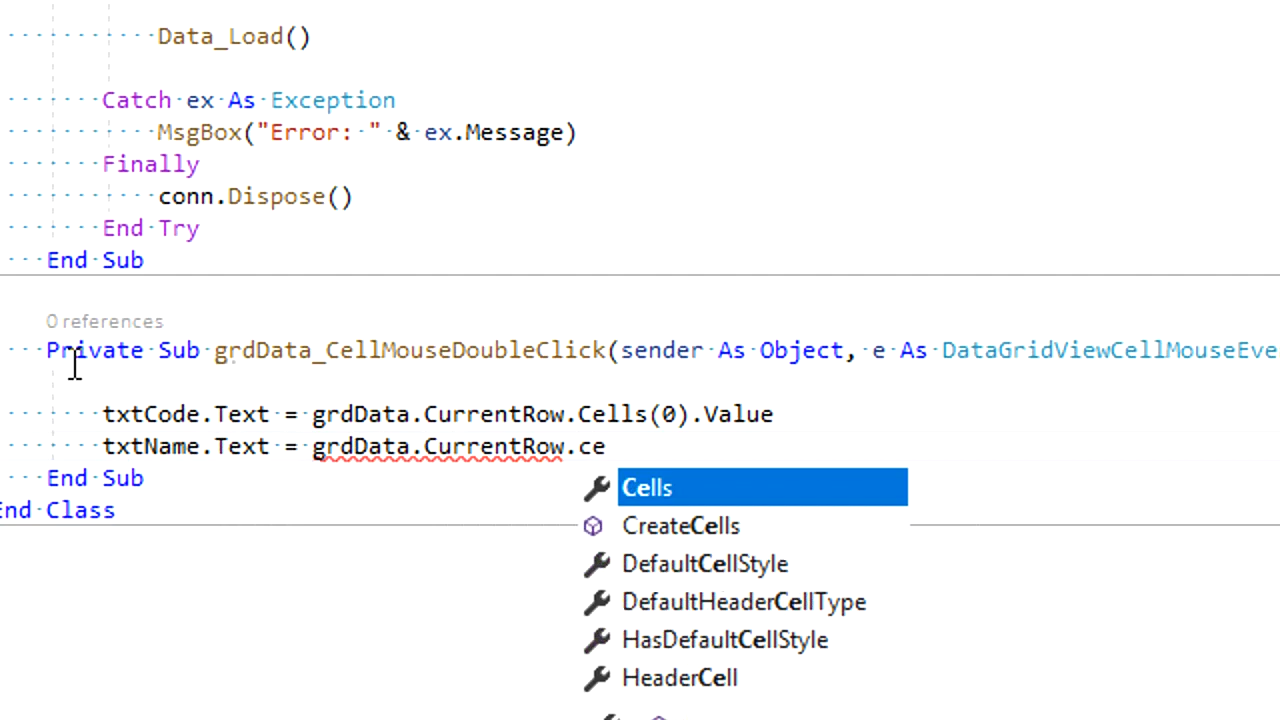 Data_Load()
Catch ex As Exception
MsgBox("Error: " & ex.Message)
Finally
conn.Dispose()
End Try
End Sub
0 references
Private Sub grdData_CellMouseDoubleClick(sender As Object, e As DataGridViewCellMouseEve
txtCode.Text = grdData.CurrentRow.Cells(0).Value
txtName.Text = grdData.CurrentRow.ce
End Sub
End Class
Cells
CreateCells
DefaultCellStyle
DefaultHeaderCellType
HasDefaultCellStyle
HeaderCell